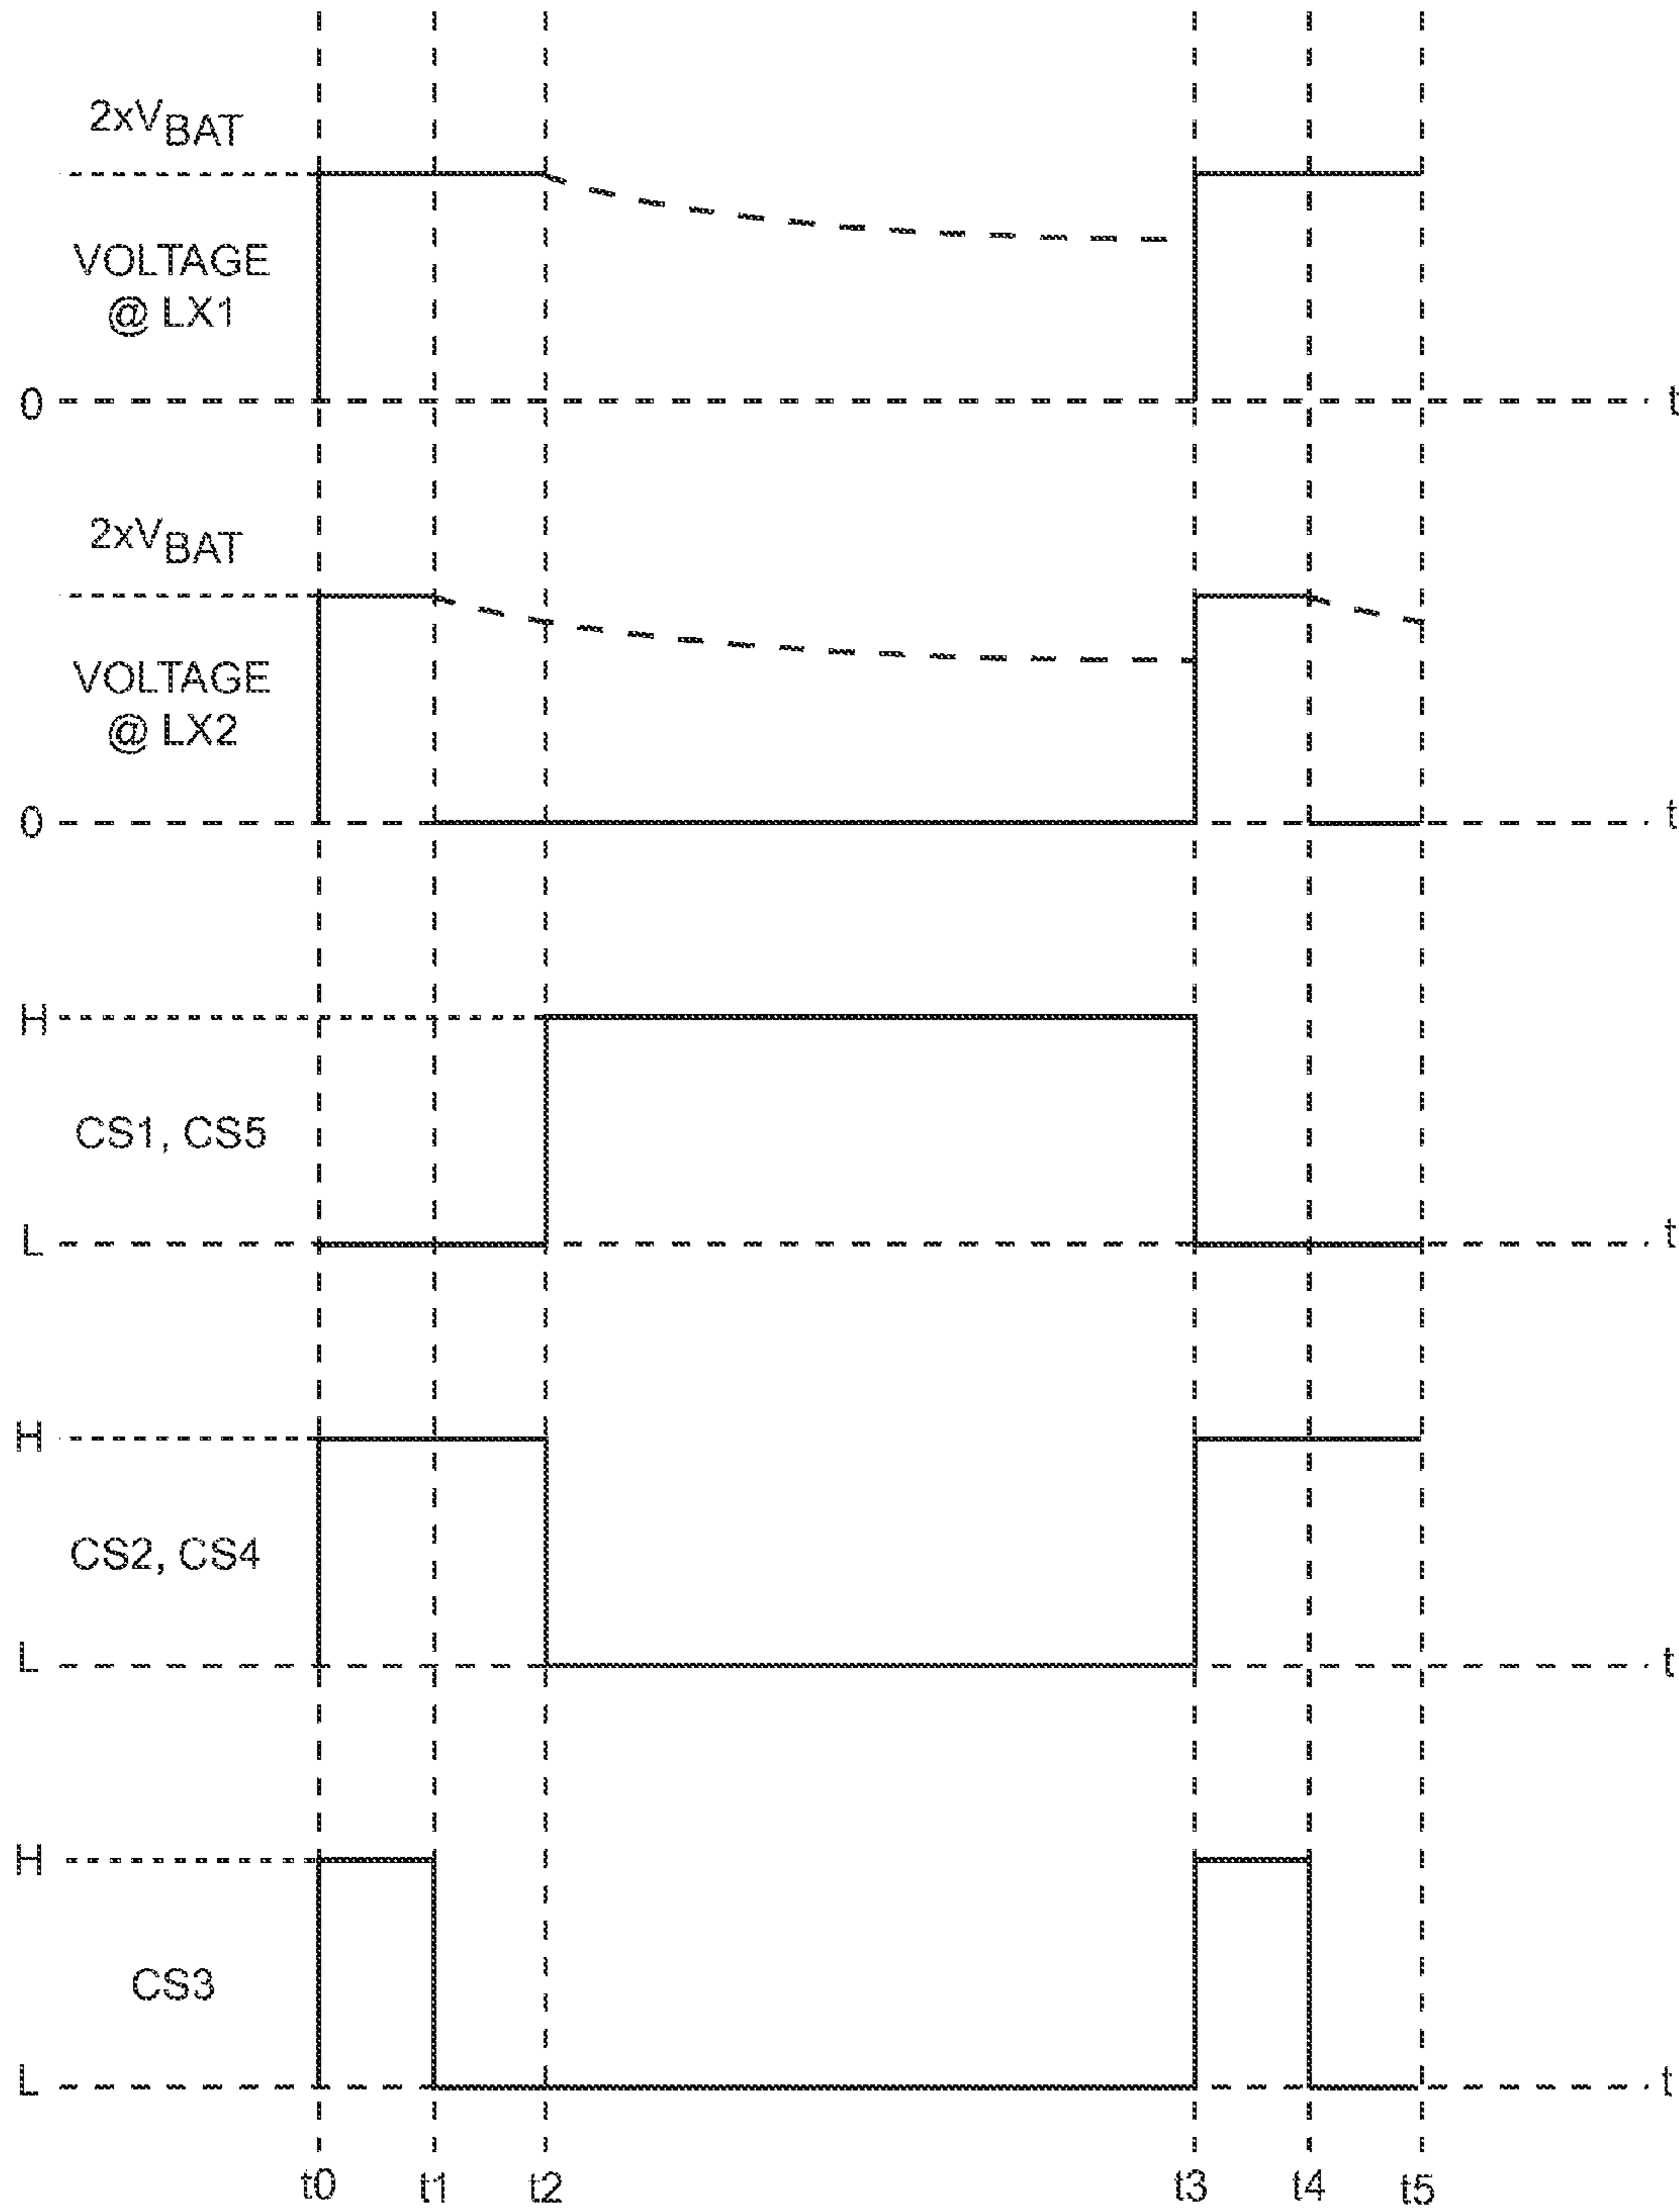 2xVBAT
VOLTAGE
@ LX1
0
t
2xVBAT
VOLTAGE
@ LX2
0
t
H
CS1, CS5
L
t
H
CS2, CS4
L
t
H
CS3
L
t
t0 t1 t2 t3 t4 t5